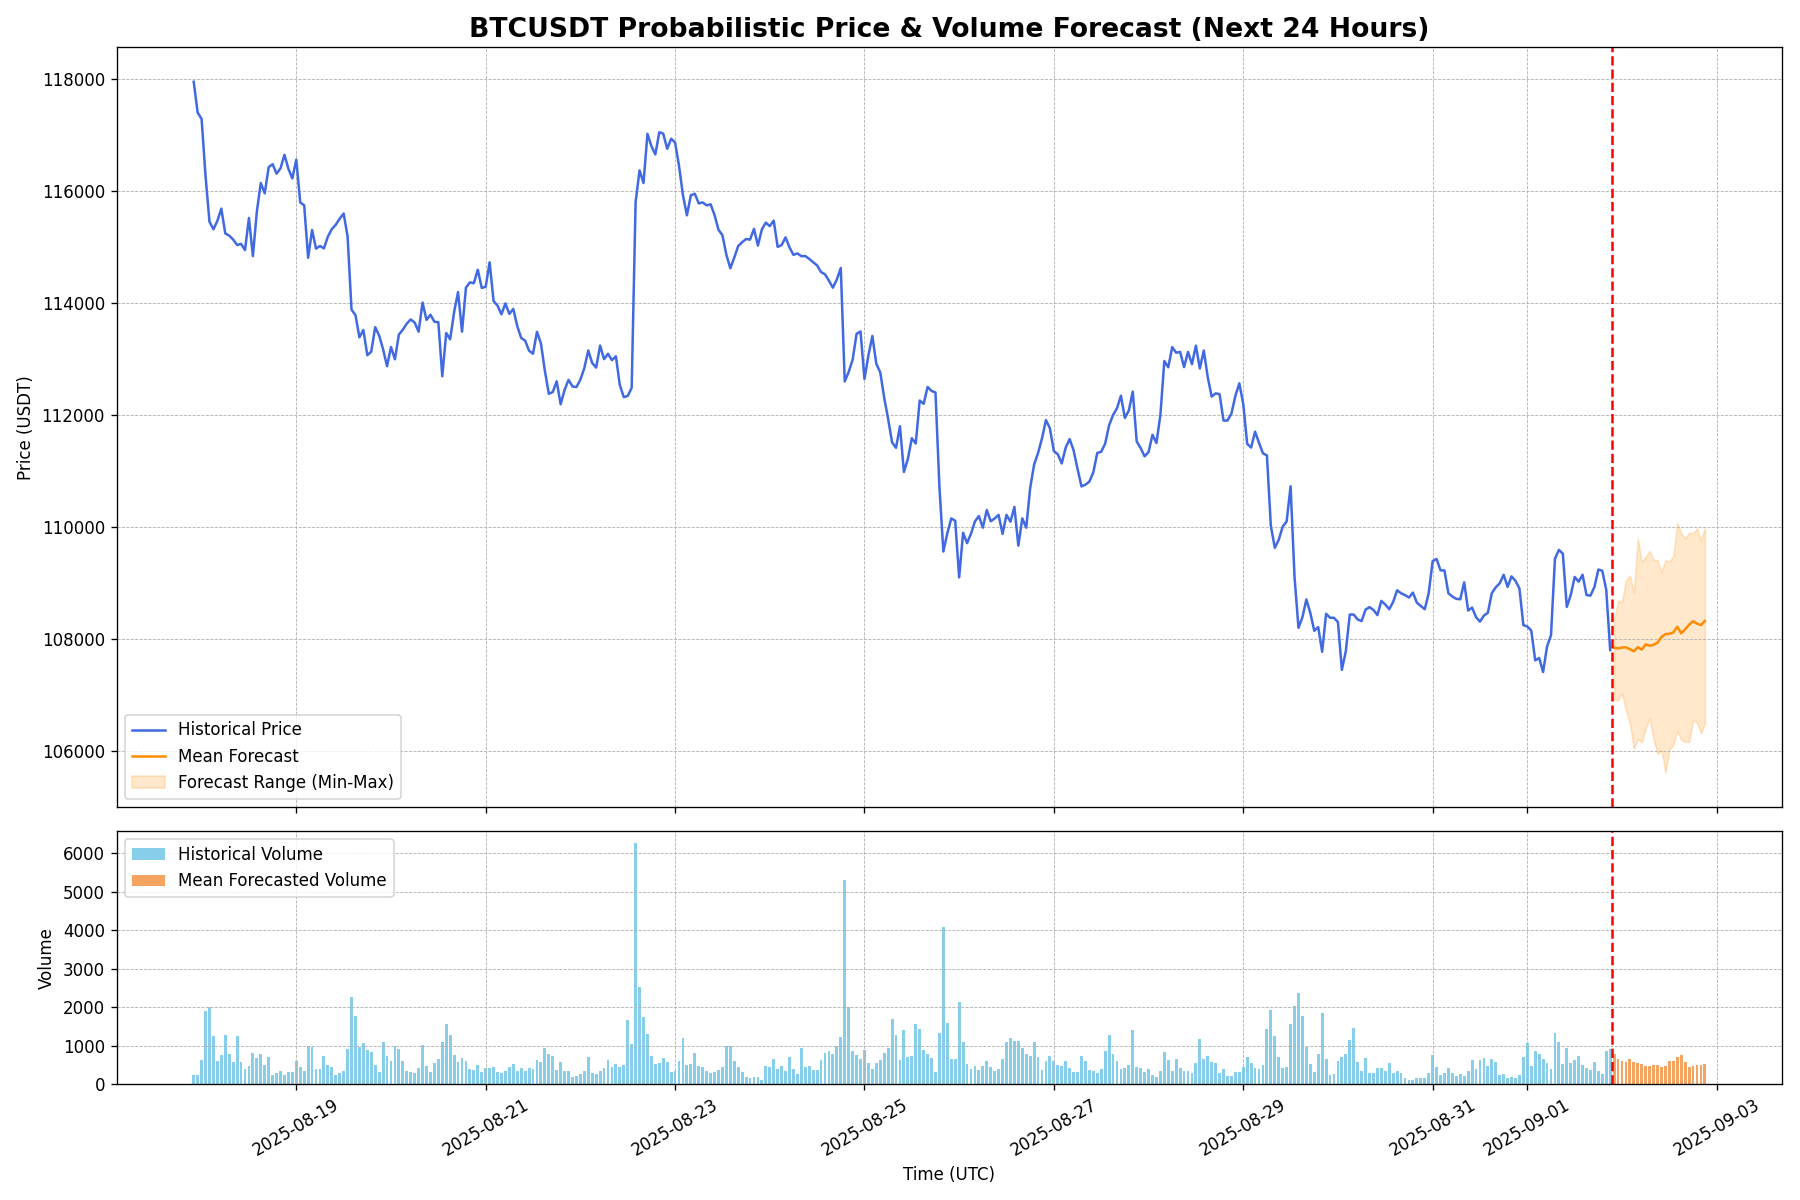 BTCUSDT Probabilistic Price & Volume Forecast (Next 24 Hours)
118000
116000
114000
112000
110000
108000
106000
Price (USDT)
Historical Price
Mean Forecast
Forecast Range (Min-Max)
6000
5000
4000
3000
2000
1000
0
Volume
Historical Volume
Mean Forecasted Volume
2025-08-19
2025-08-21
2025-08-23
2025-08-25
2025-08-27
2025-08-29
2025-08-31
2025-09-01
2025-09-03
Time (UTC)